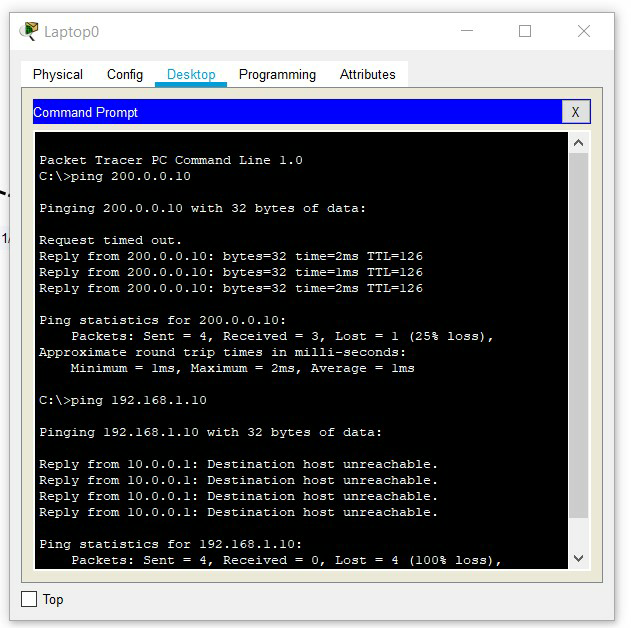 Laptop0
Physical Config Desktop Programming Attributes
Command Prompt X
Packet Tracer PC Command Line 1.0
C:\>ping 200.0.0.10
Pinging 200.0.0.10 with 32 bytes of data:
Request timed out.
Reply from 200.0.0.10: bytes=32 time=2ms TTL=126
Reply from 200.0.0.10: bytes=32 time=1ms TTL=126
Reply from 200.0.0.10: bytes=32 time=2ms TTL=126
Ping statistics for 200.0.0.10:
    Packets: Sent = 4, Received = 3, Lost = 1 (25% loss),
Approximate round trip times in milli-seconds:
    Minimum = 1ms, Maximum = 2ms, Average = 1ms
C:\>ping 192.168.1.10
Pinging 192.168.1.10 with 32 bytes of data:
Reply from 10.0.0.1: Destination host unreachable.
Reply from 10.0.0.1: Destination host unreachable.
Reply from 10.0.0.1: Destination host unreachable.
Reply from 10.0.0.1: Destination host unreachable.
Ping statistics for 192.168.1.10:
    Packets: Sent = 4, Received = 0, Lost = 4 (100% loss),
Top